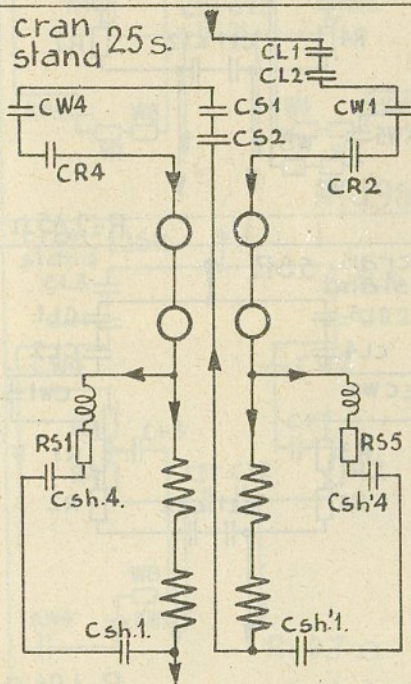 cran
stand 25s.
CL1
CL2
CW4
CS1
CW1
CS2
CR4
CR2
RS1
RS5
Csh.4.
Csh'4
Csh.1.
Csh'1.